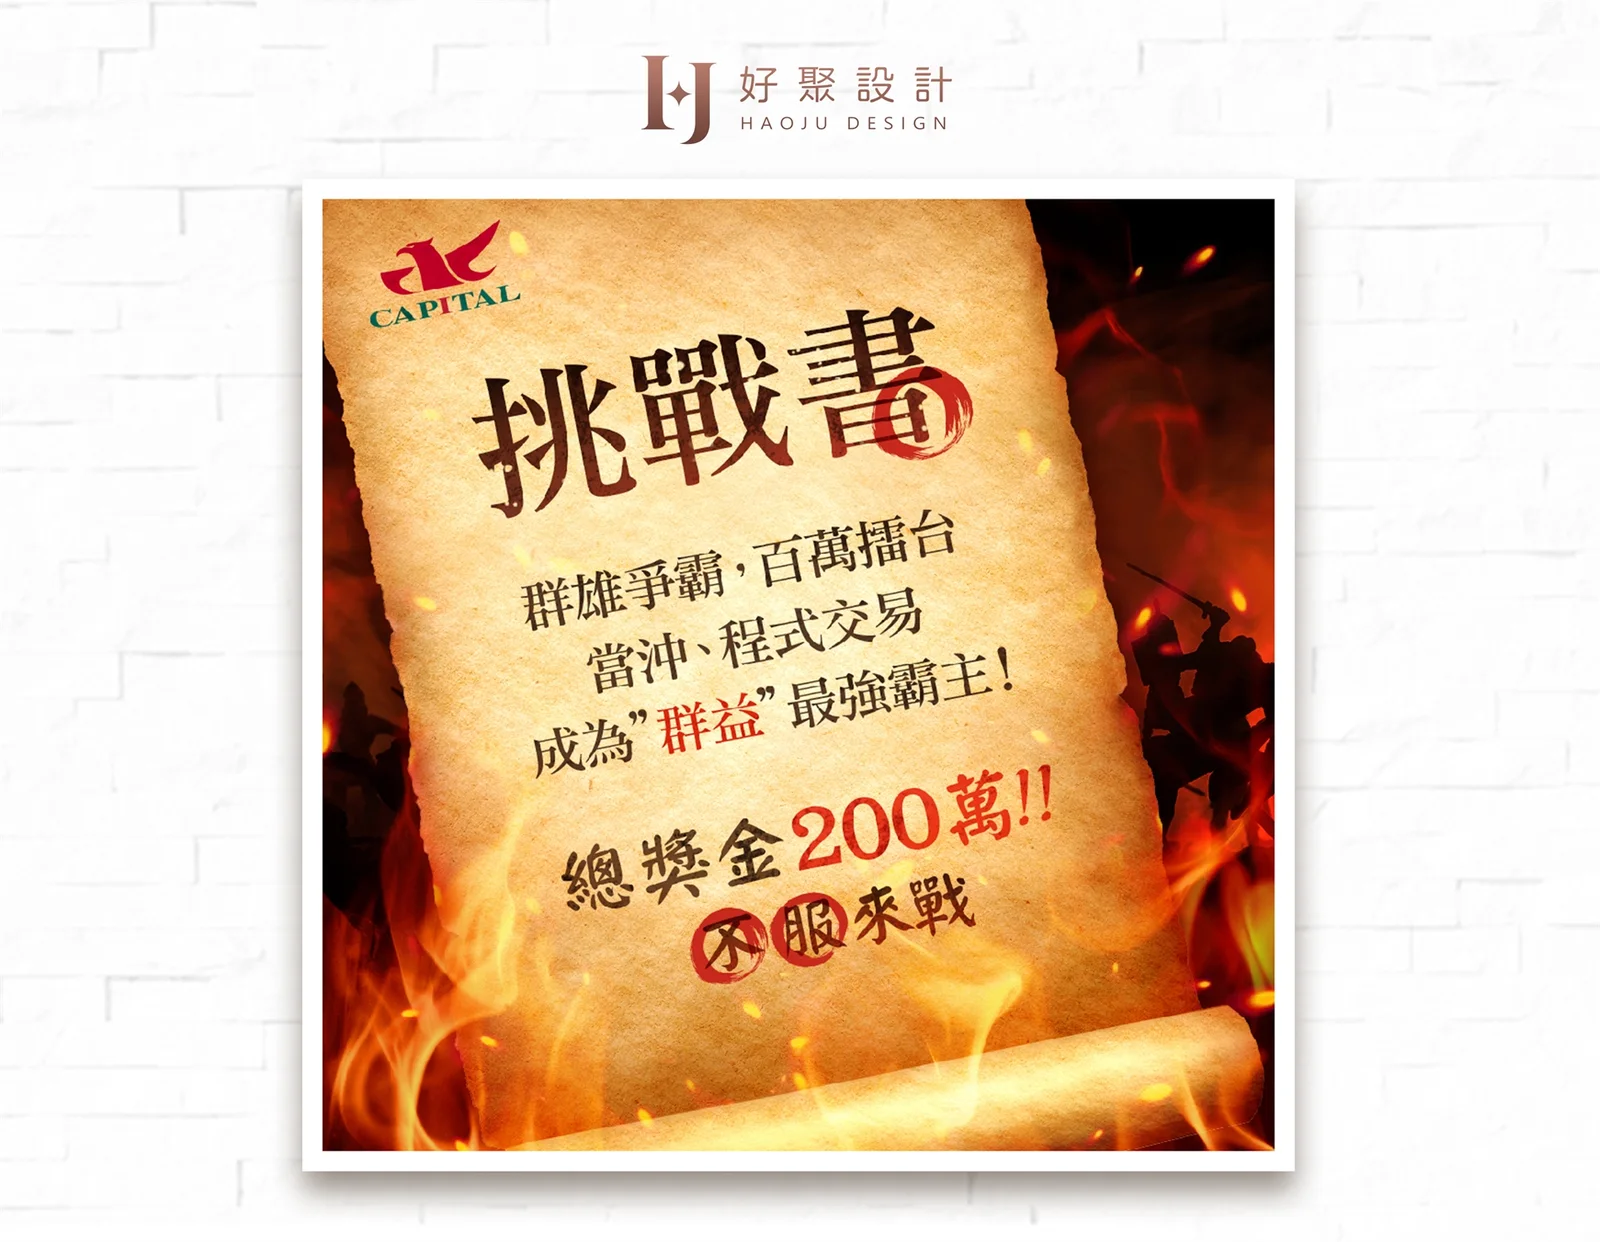 好聚設計
HAOJU DESIGN
CAPITAL
挑戰書
群雄爭霸，百萬擂台
當沖、程式交易
成為”群益”最強霸主！
總獎金200萬!!
不服來戰